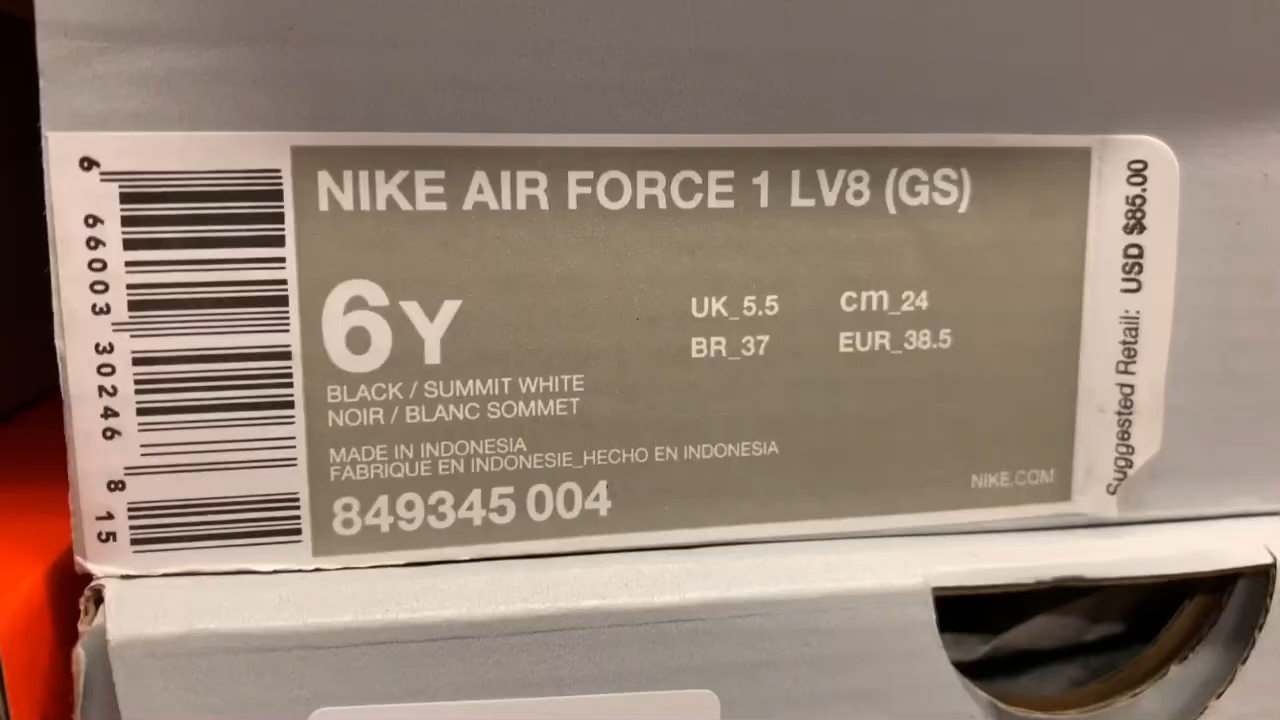 NIKE AIR FORCE 1 LV8 (GS)
6Y
UK_5.5 cm_24
BR_37 EUR_38.5
BLACK / SUMMIT WHITE
NOIR / BLANC SOMMET
MADE IN INDONESIA
FABRIQUE EN INDONESIE_HECHO EN INDONESIA
849345 004
NIKE.COM
6 66003 30246 8 15
Suggested Retail: USD $85.00